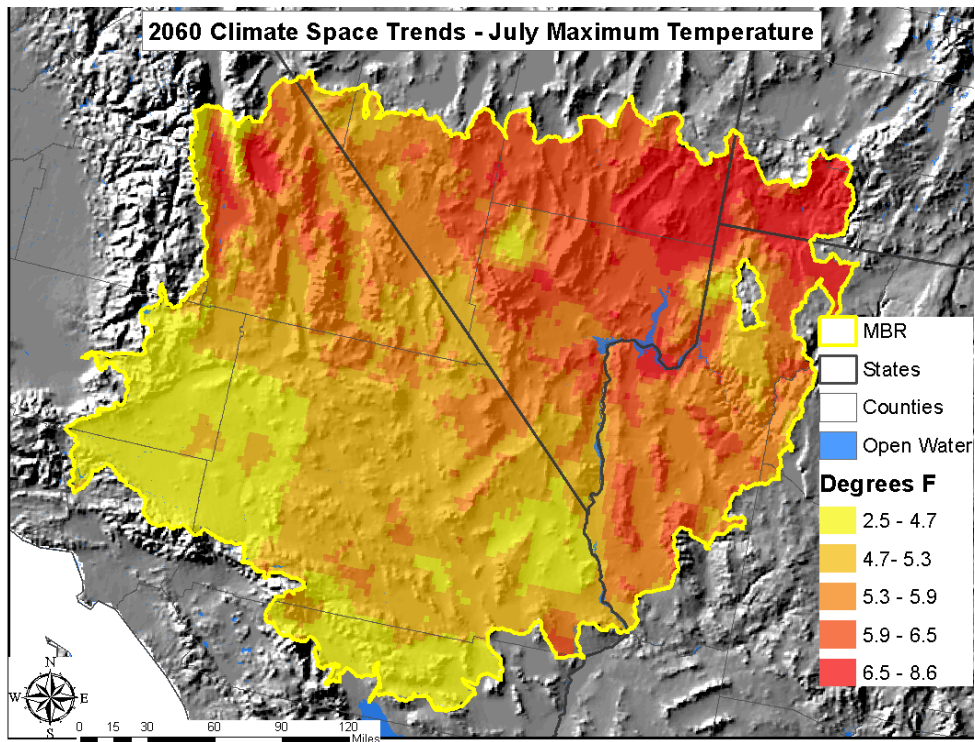 2060 Climate Space Trends - July Maximum Temperature
MBR
States
Counties
Open Water
Degrees F
2.5 - 4.7
4.7- 5.3
5.3 - 5.9
5.9 - 6.5
6.5 - 8.6
N
W E
S
0 15 30 60 90 120
Miles